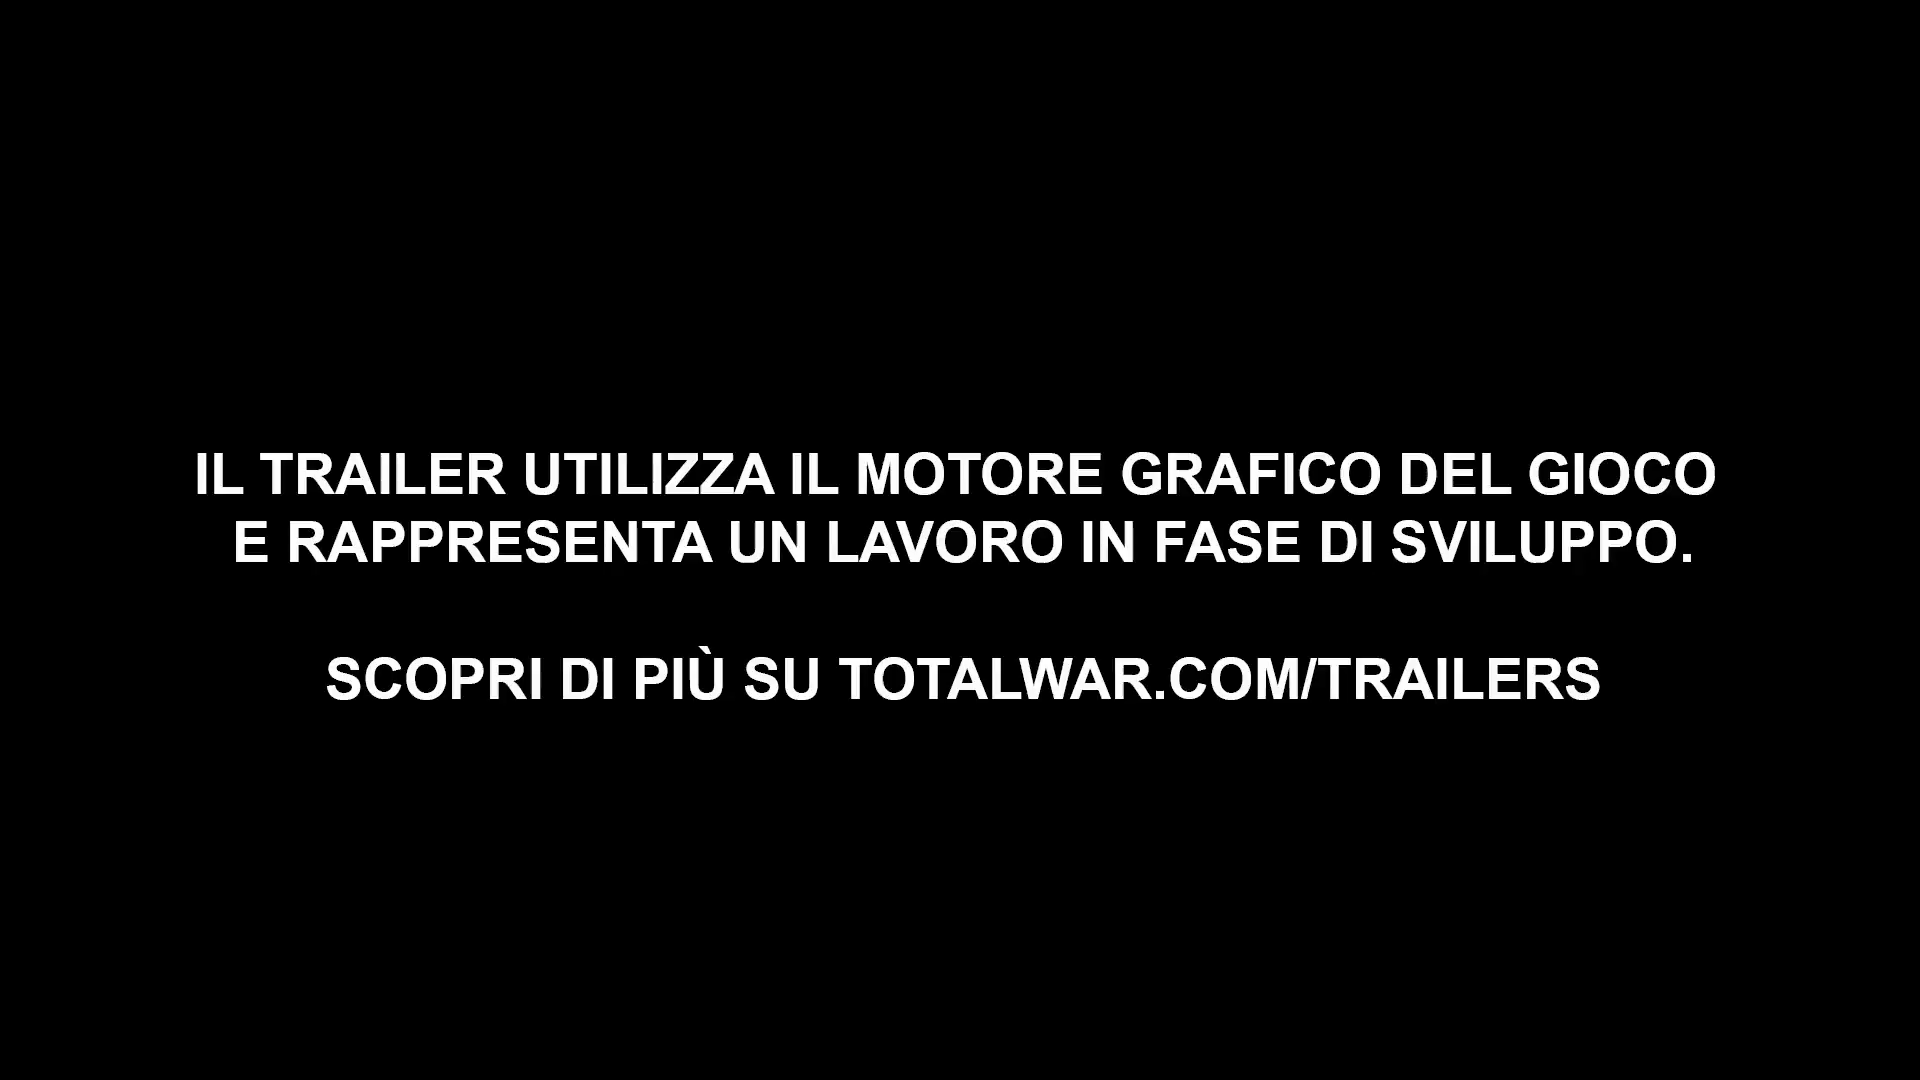 IL TRAILER UTILIZZA IL MOTORE GRAFICO DEL GIOCO
E RAPPRESENTA UN LAVORO IN FASE DI SVILUPPO.
SCOPRI DI PIÙ SU TOTALWAR.COM/TRAILERS